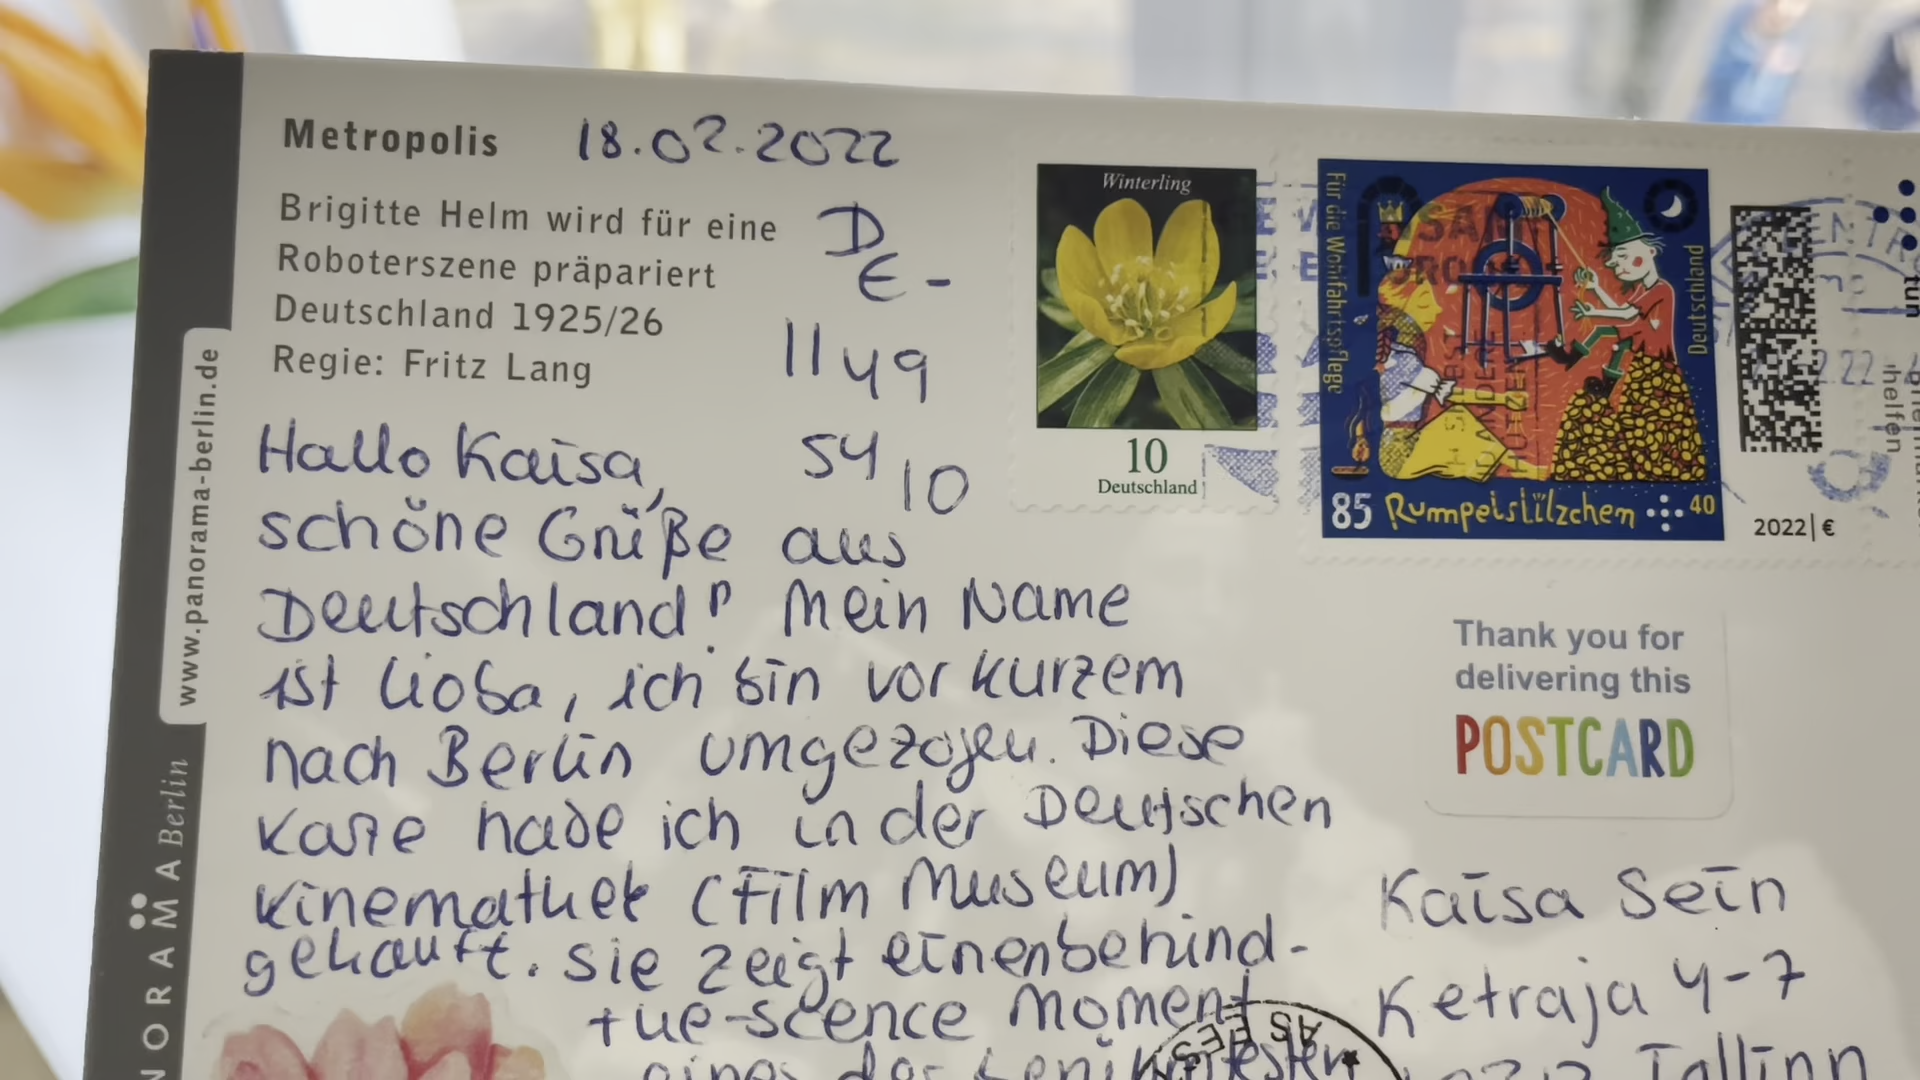 Metropolis 18.02.2022
Brigitte Helm wird für eine
Roboterszene präpariert
Deutschland 1925/26
Regie: Fritz Lang
DE-
1149
5410
Hallo Kaisa,
schöne Grüße aus
Deutschland! Mein Name
ist Lioba, ich bin vor kurzem
nach Berlin umgezogen. Diese
Karte habe ich in der Deutschen
Kinemathek (Film Museum)
gekauft. Sie zeigt einen behind-
the-scence Moment
eines der
www.panorama-berlin.de
Berlin
Winterling
10
Deutschland
Für die Wohlfahrtspflege
Deutschland
85 Rumpelstilzchen 40
2022 | €
helfen
Thank you for
delivering this
POSTCARD
Kaisa Sein
Ketraja 4-7
Tallinn